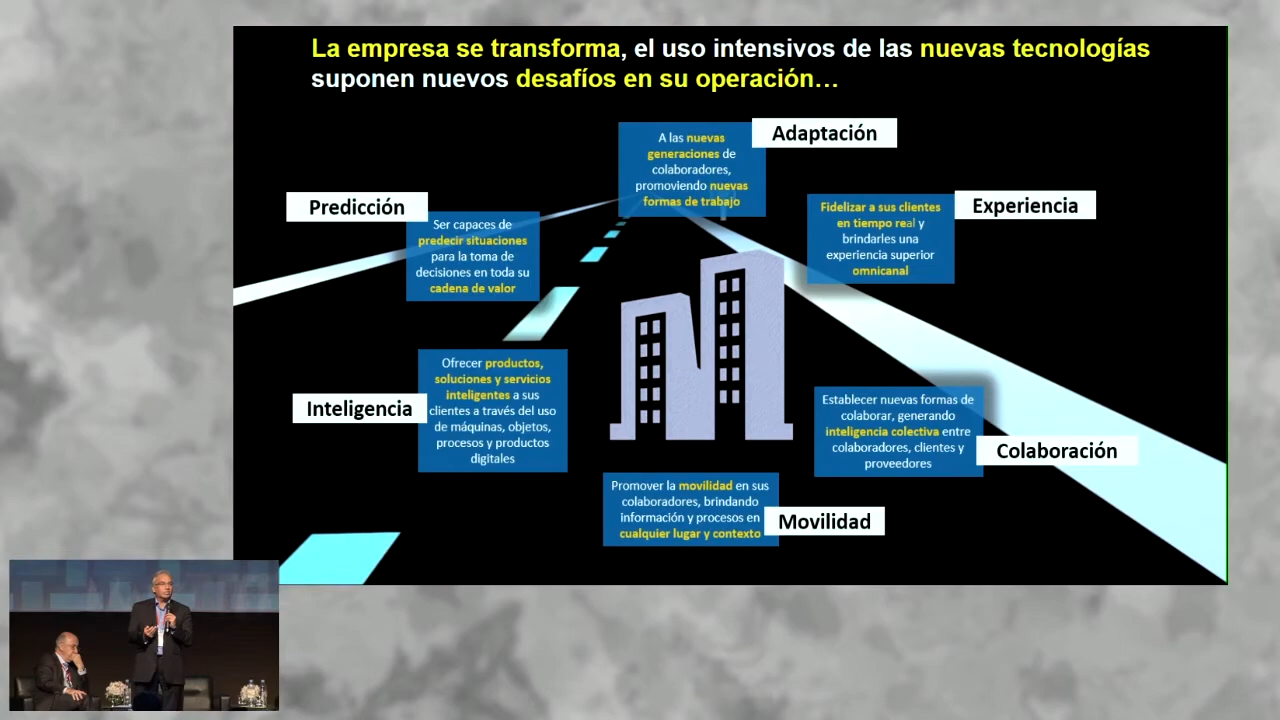 La empresa se transforma, el uso intensivos de las nuevas tecnologías
suponen nuevos desafíos en su operación…
Adaptación
A las nuevas
generaciones de
colaboradores,
promoviendo nuevas
formas de trabajo
Predicción
Ser capaces de
predecir situaciones
para la toma de
decisiones en toda su
cadena de valor
Experiencia
Fidelizar a sus clientes
en tiempo real y
brindarles una
experiencia superior
omnicanal
Inteligencia
Ofrecer productos,
soluciones y servicios
inteligentes a sus
clientes a través del uso
de máquinas, objetos,
procesos y productos
digitales
Establecer nuevas formas de
colaborar, generando
inteligencia colectiva entre
colaboradores, clientes y
proveedores
Colaboración
Promover la movilidad en sus
colaboradores, brindando
información y procesos en
cualquier lugar y contexto
Movilidad